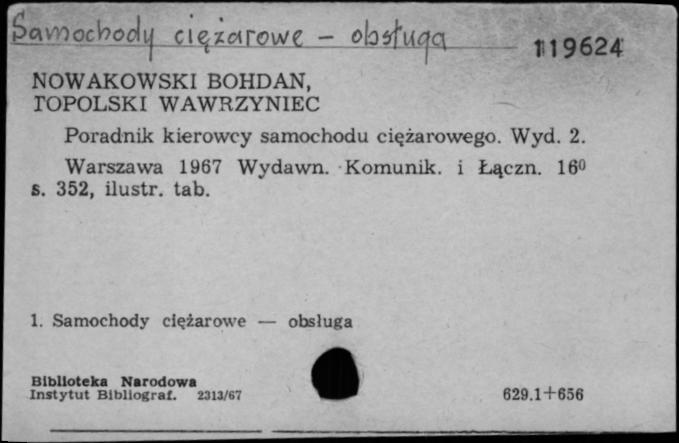 Samochody ciężarowe – obsługa
119624
NOWAKOWSKI BOHDAN,
TOPOLSKI WAWRZYNIEC
Poradnik kierowcy samochodu ciężarowego. Wyd. 2.
Warszawa 1967 Wydawn. Komunik. i Łączn. 16⁰
s. 352, ilustr. tab.
1. Samochody ciężarowe — obsługa
Biblioteka Narodowa
Instytut Bibliograf. 2313/67
629.1+656